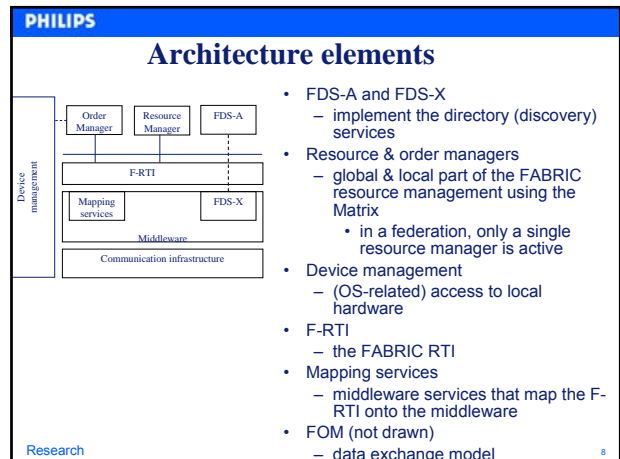 PHILIPS
Architecture elements
Device
management
Order
Manager
Resource
Manager
FDS-A
F-RTI
Mapping
services
FDS-X
Middleware
Communication infrastructure
• FDS-A and FDS-X
– implement the directory (discovery)
services
• Resource & order managers
– global & local part of the FABRIC
resource management using the
Matrix
• in a federation, only a single
resource manager is active
• Device management
– (OS-related) access to local
hardware
• F-RTI
– the FABRIC RTI
• Mapping services
– middleware services that map the F-
RTI onto the middleware
• FOM (not drawn)
– data exchange model
Research
8